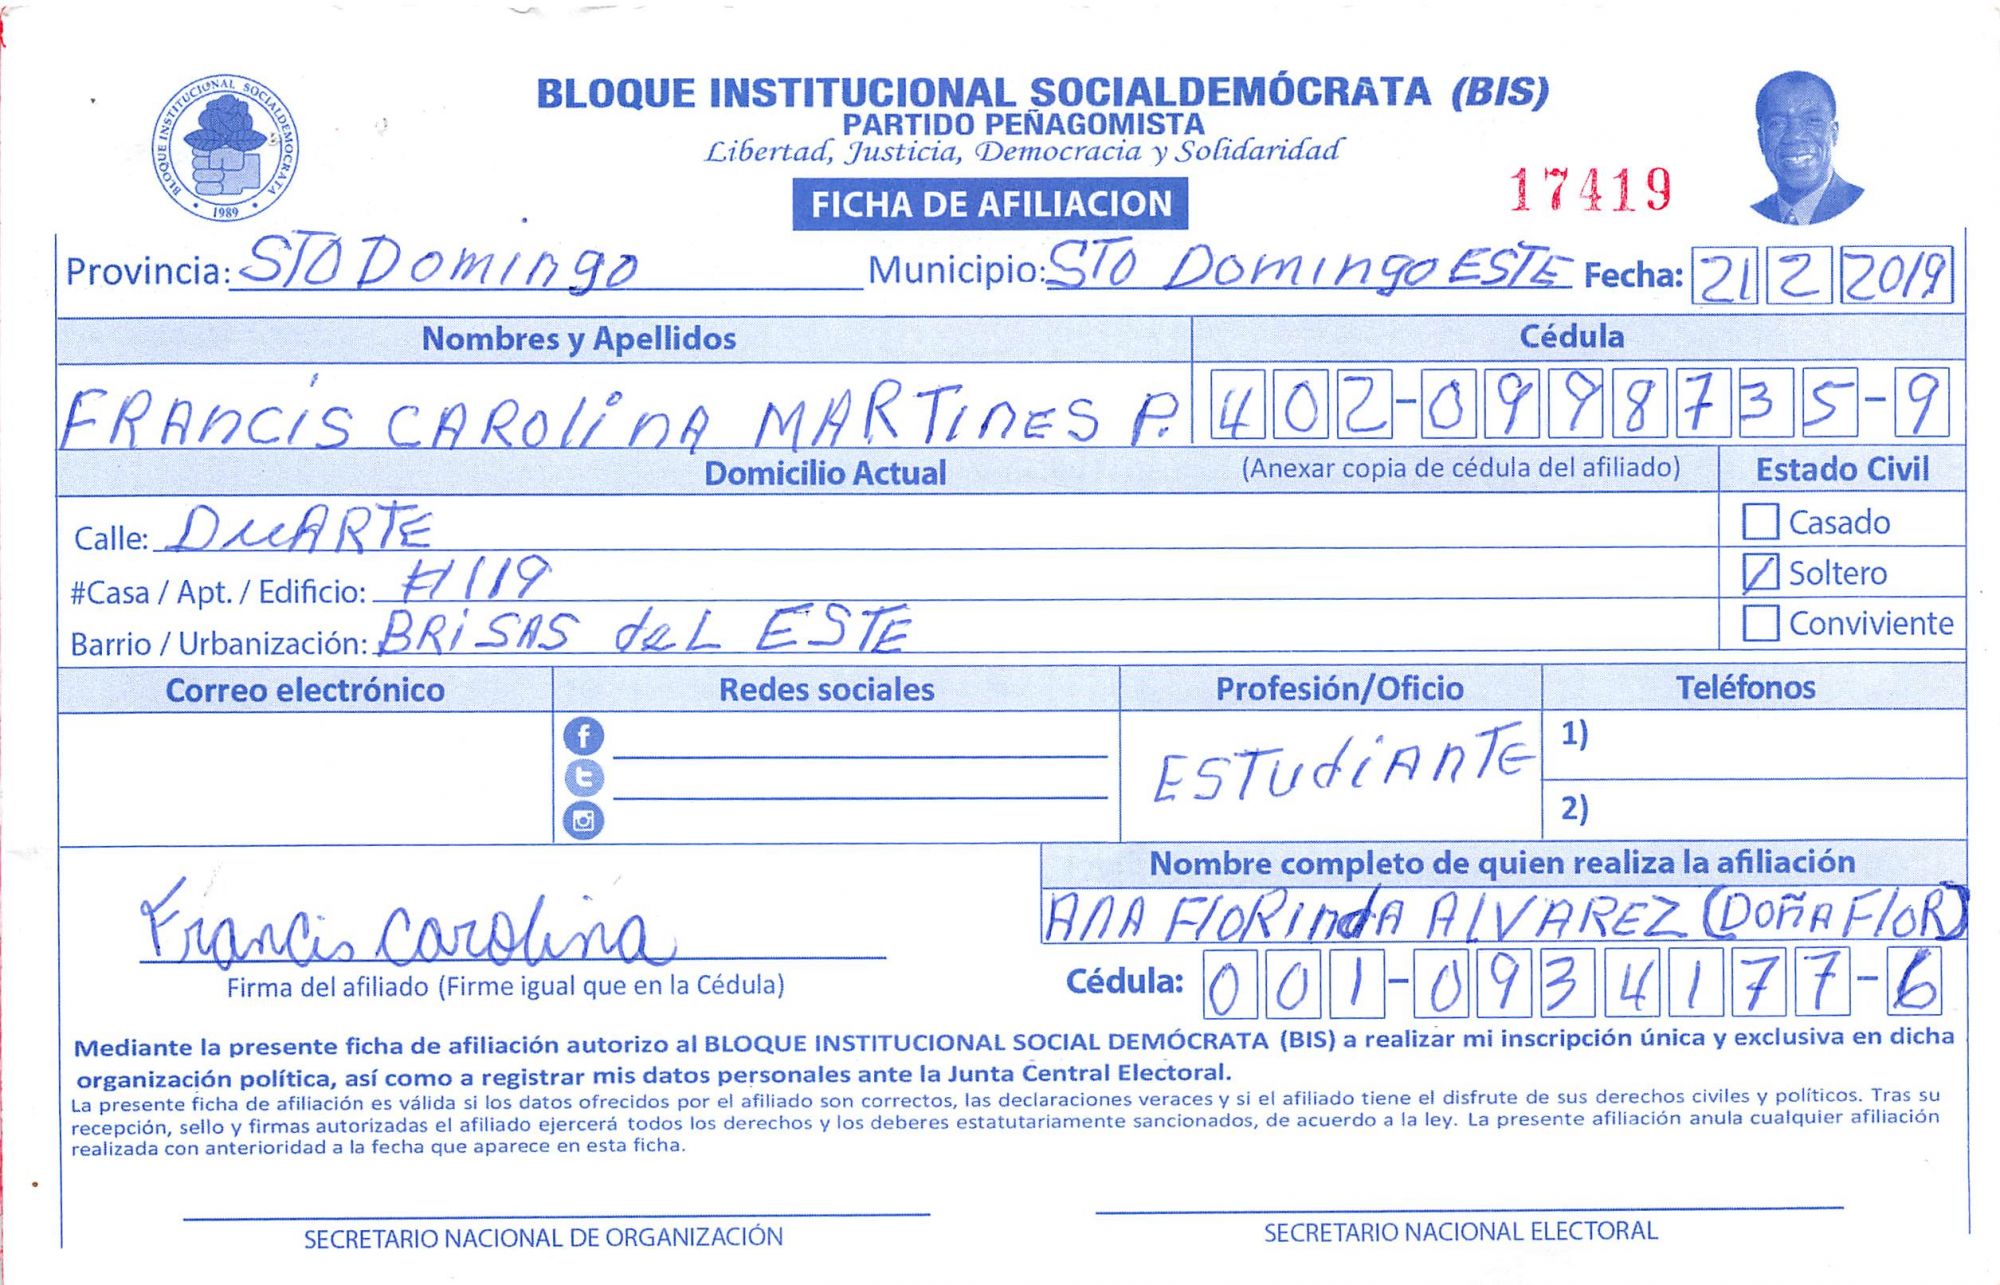 BLOQUE INSTITUCIONAL SOCIALDEMOCRATA
1989
BLOQUE INSTITUCIONAL SOCIALDEMÓCRATA (BIS)
PARTIDO PEÑAGOMISTA
Libertad, Justicia, Democracia y Solidaridad
FICHA DE AFILIACION
17419
Provincia: STO DOMINGO Municipio: STO DOMINGO ESTE Fecha: 21 2 2019
Nombres y Apellidos Cédula
FRANCIS CAROLINA MARTINES P. 402-0998735-9
Domicilio Actual (Anexar copia de cédula del afiliado) Estado Civil
Calle: DUARTE Casado
#Casa / Apt. / Edificio: #119 Soltero
Barrio / Urbanización: BRISAS del ESTE Conviviente
Correo electrónico Redes sociales Profesión/Oficio Teléfonos
ESTUDIANTE 1)
2)
Nombre completo de quien realiza la afiliación
ANA FLORINDA ALVAREZ (DOÑA FLOR)
Francis Carolina
Firma del afiliado (Firme igual que en la Cédula) Cédula: 001-0934177-6
Mediante la presente ficha de afiliación autorizo al BLOQUE INSTITUCIONAL SOCIAL DEMÓCRATA (BIS) a realizar mi inscripción única y exclusiva en dicha
organización política, así como a registrar mis datos personales ante la Junta Central Electoral.
La presente ficha de afiliación es válida si los datos ofrecidos por el afiliado son correctos, las declaraciones veraces y si el afiliado tiene el disfrute de sus derechos civiles y políticos. Tras su
recepción, sello y firmas autorizadas el afiliado ejercerá todos los derechos y los deberes estatutariamente sancionados, de acuerdo a la ley. La presente afiliación anula cualquier afiliación
realizada con anterioridad a la fecha que aparece en esta ficha.
SECRETARIO NACIONAL DE ORGANIZACIÓN SECRETARIO NACIONAL ELECTORAL